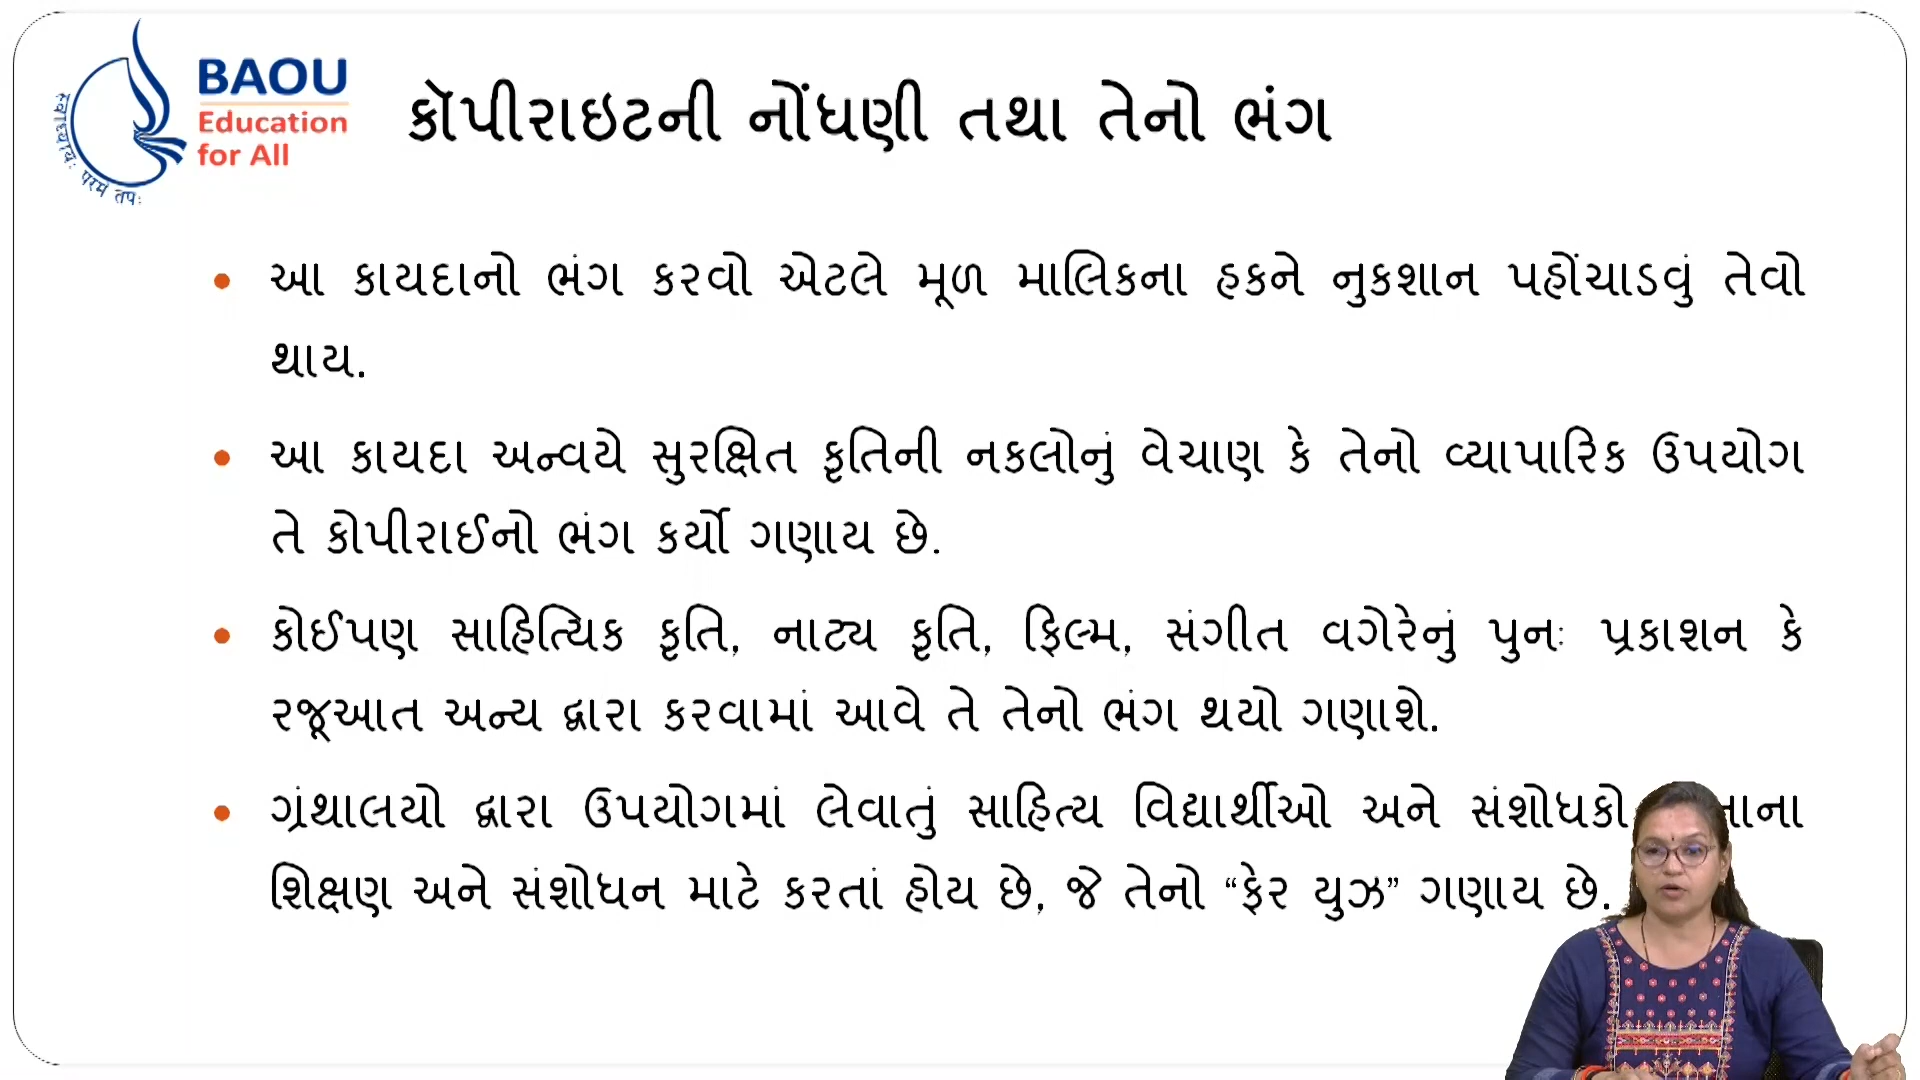 BAOU
Education
for All
स्वाध्यायः परमं तपः
કૉપીરાઇટની નોંધણી તથા તેનો ભંગ
• આ કાયદાનો ભંગ કરવો એટલે મૂળ માલિકના હકને નુકશાન પહોંચાડવું તેવો
થાય.
• આ કાયદા અન્વયે સુરક્ષિત કૃતિની નકલોનું વેચાણ કે તેનો વ્યાપારિક ઉપયોગ
તે કોપીરાઈનો ભંગ કર્યો ગણાય છે.
• કોઈપણ સાહિત્યિક કૃતિ, નાટ્ય કૃતિ, ફિલ્મ, સંગીત વગેરેનું પુનઃ પ્રકાશન કે
રજૂઆત અન્ય દ્વારા કરવામાં આવે તે તેનો ભંગ થયો ગણાશે.
• ગ્રંથાલયો દ્વારા ઉપયોગમાં લેવાતું સાહિત્ય વિદ્યાર્થીઓ અને સંશોધકો
શિક્ષણ અને સંશોધન માટે કરતાં હોય છે, જે તેનો “ફેર યુઝ” ગણાય છે.